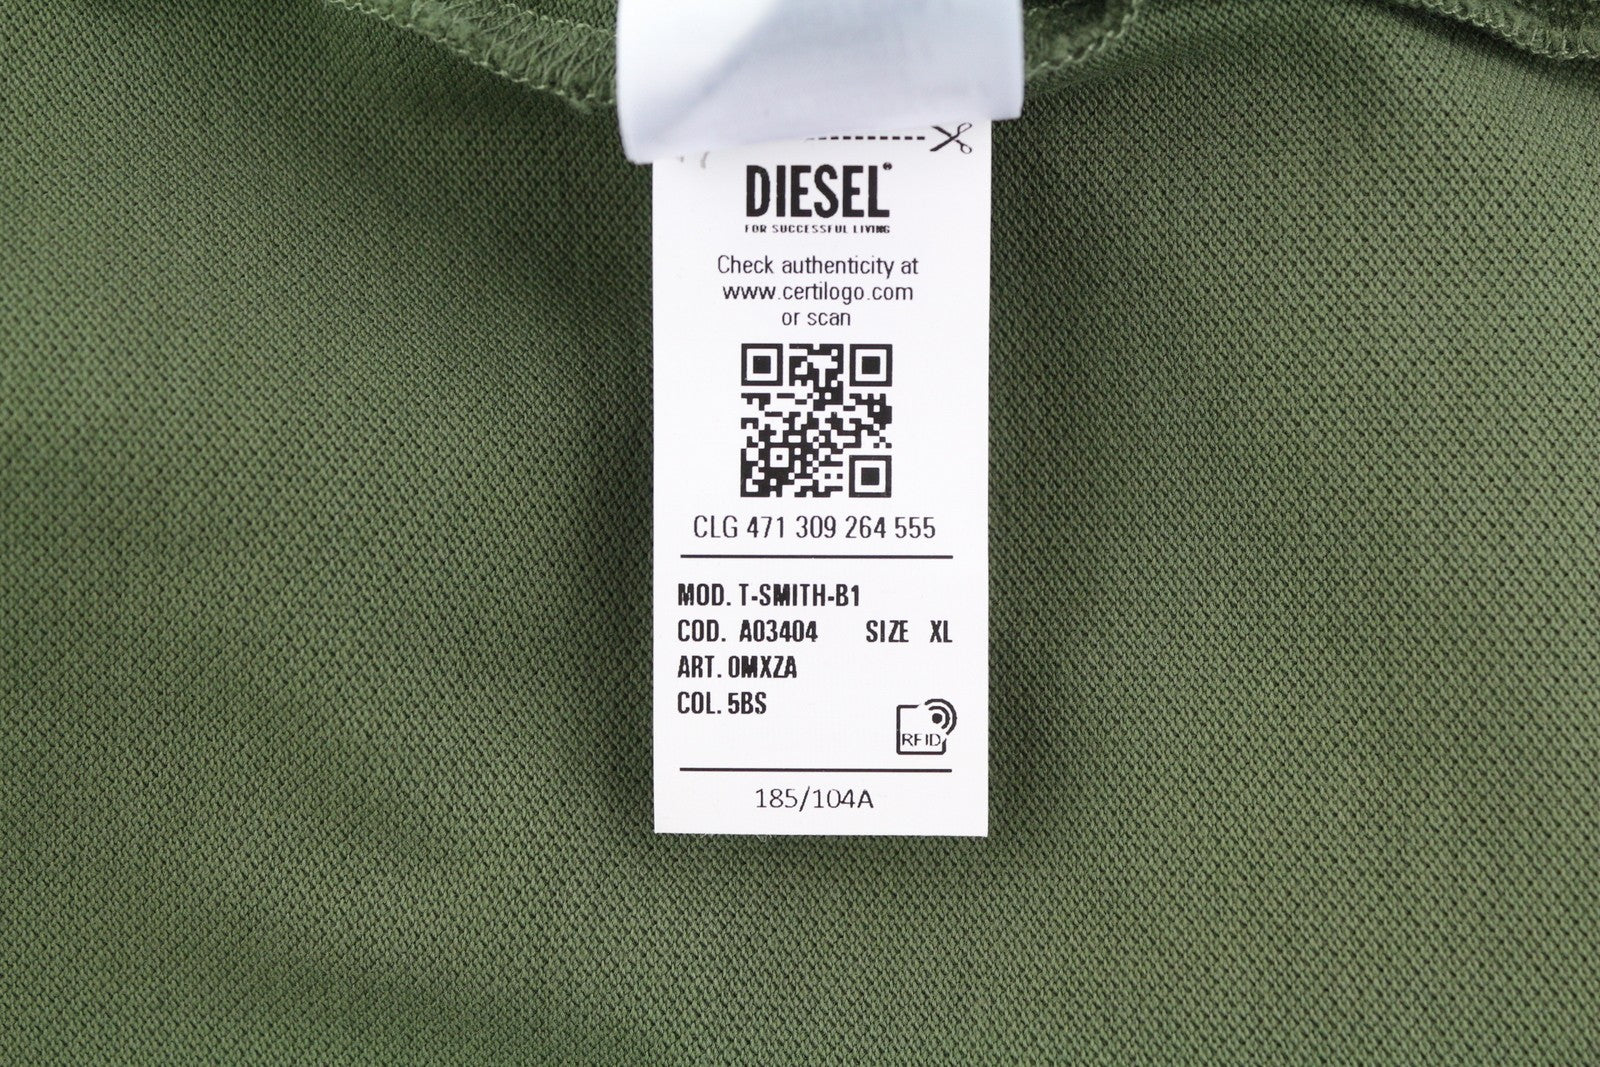 DIESEL®
FOR SUCCESSFUL LIVING
Check authenticity at
www.certilogo.com
or scan
CLG 471 309 264 555
MOD. T-SMITH-B1
COD. A03404 SIZE XL
ART. 0MXZA
COL. 5BS
RFID
185/104A